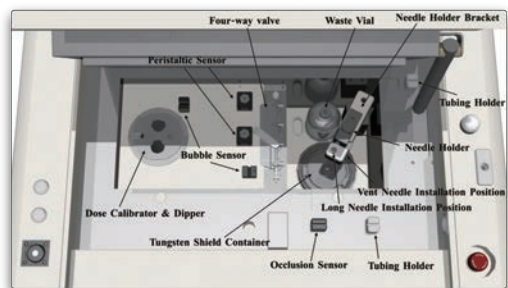 Four-way valve
Waste Vial
Needle Holder Bracket
Peristaltic Sensor
Tubing Holder
Needle Holder
Bubble Sensor
Vent Needle Installation Position
Long Needle Installation Position
Dose Calibrator & Dipper
Tungsten Shield Container
Occlusion Sensor
Tubing Holder